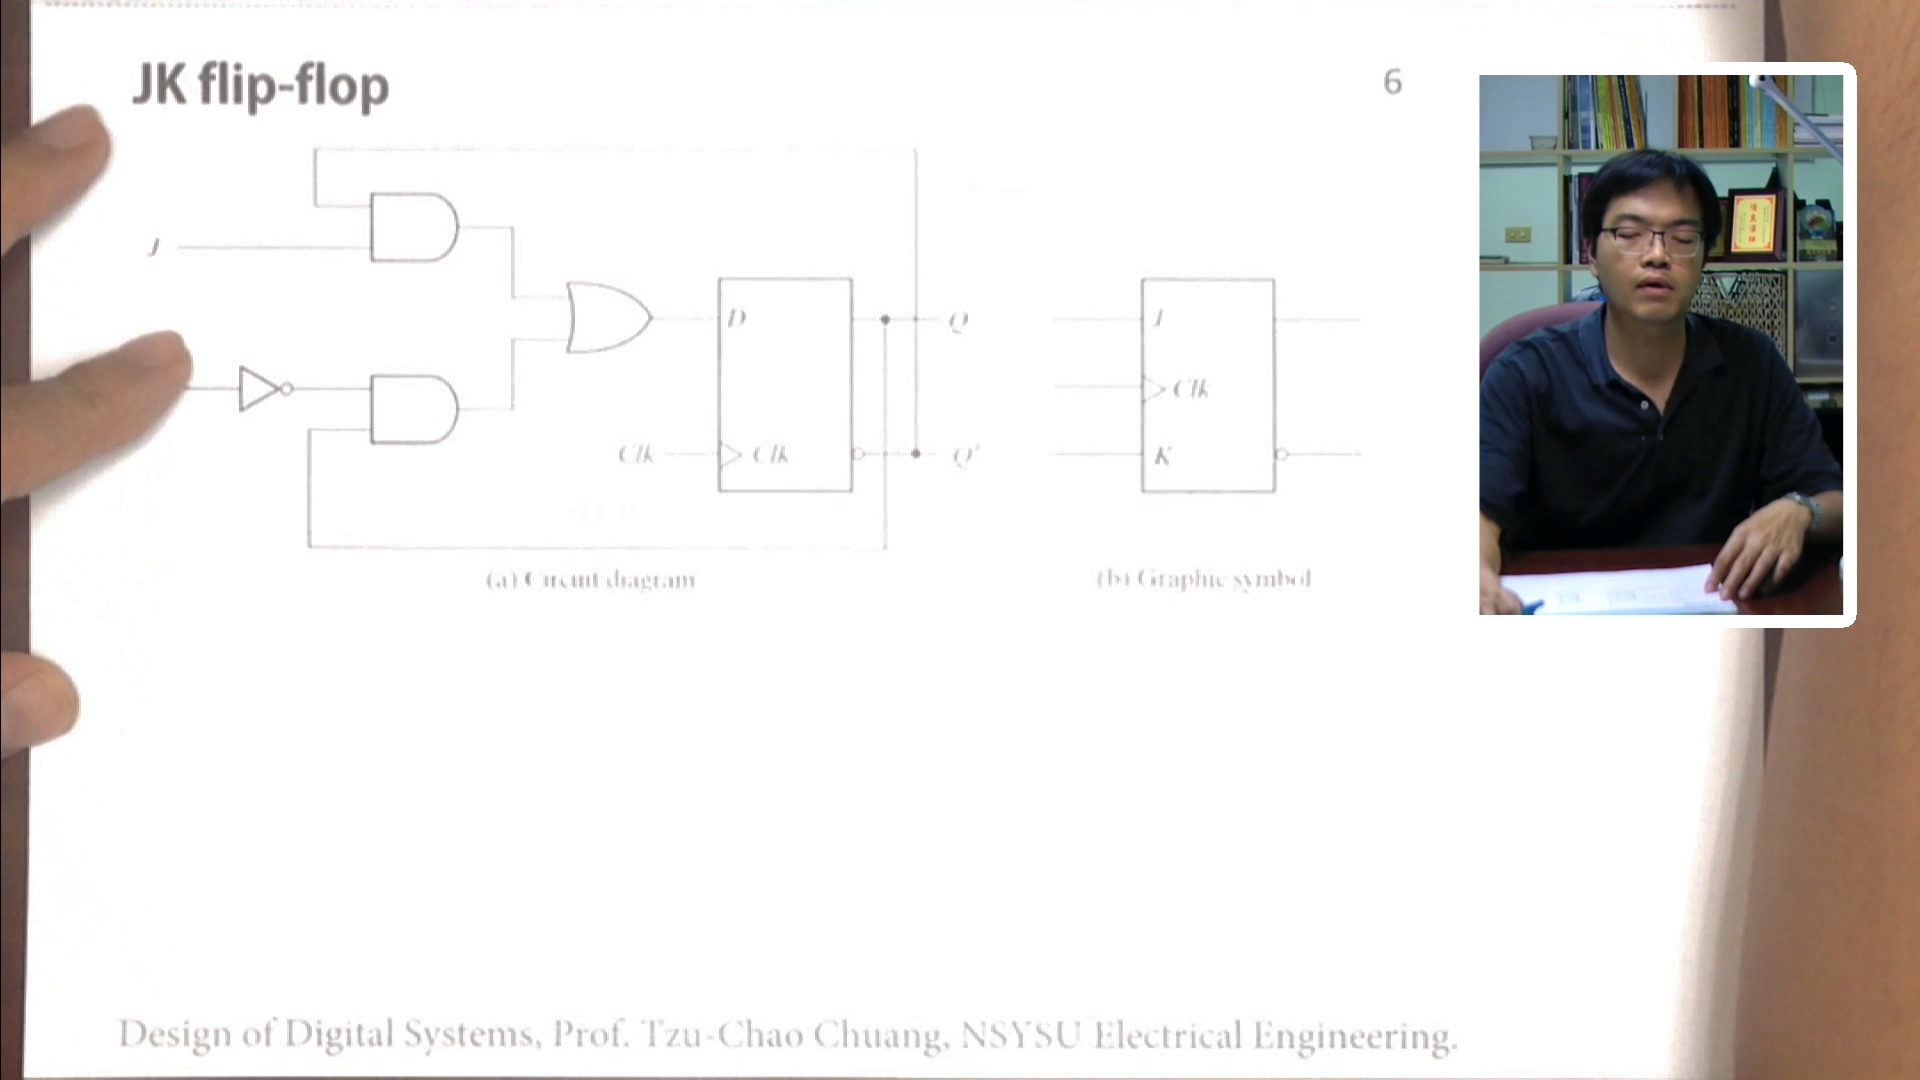 JK flip-flop
6
J
D
Q
J
Clk
Clk
Clk
Q'
K
(a) Circuit diagram
(b) Graphic symbol
Design of Digital Systems, Prof. Tzu-Chao Chuang, NSYSU Electrical Engineering.